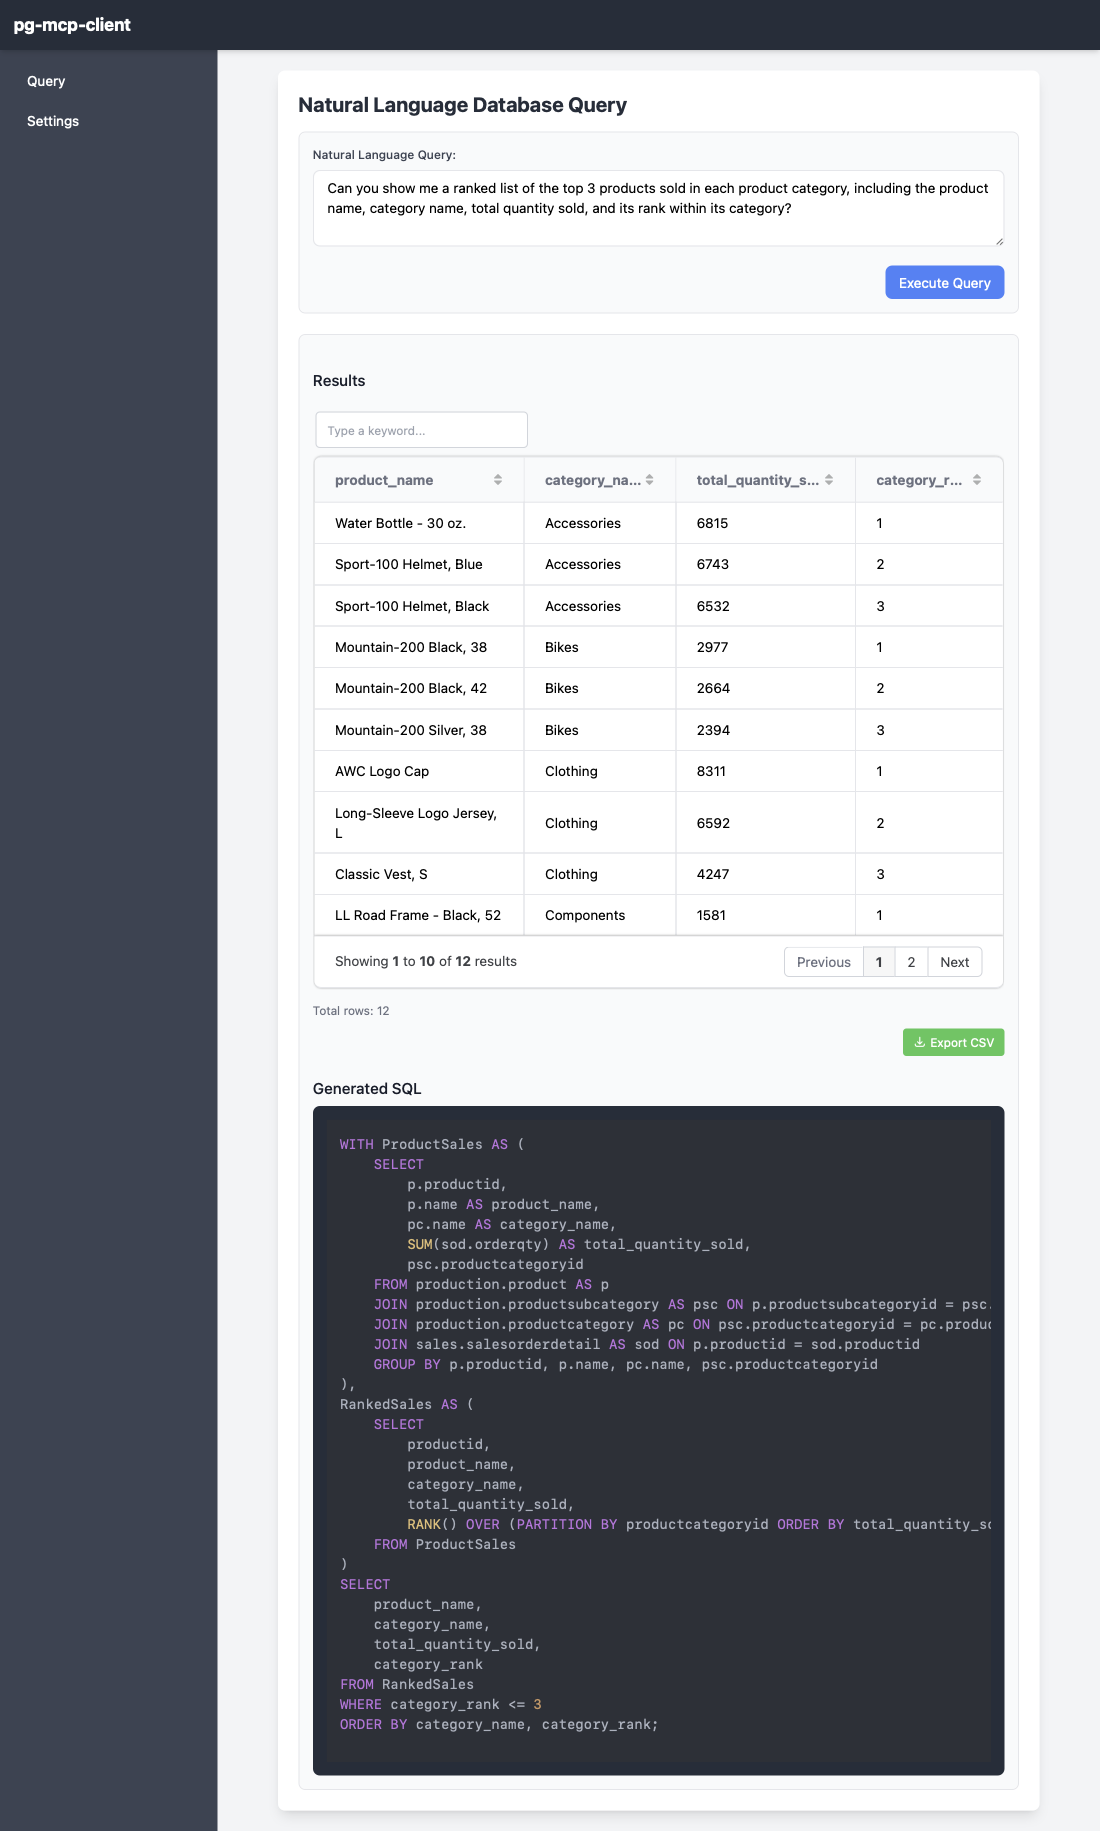 pg-mcp-client
Query
Settings
Natural Language Database Query
Natural Language Query:
Can you show me a ranked list of the top 3 products sold in each product category, including the product
name, category name, total quantity sold, and its rank within its category?
Execute Query
Results
Type a keyword...
product_name category_na... total_quantity_s... category_r...
Water Bottle - 30 oz. Accessories 6815 1
Sport-100 Helmet, Blue Accessories 6743 2
Sport-100 Helmet, Black Accessories 6532 3
Mountain-200 Black, 38 Bikes 2977 1
Mountain-200 Black, 42 Bikes 2664 2
Mountain-200 Silver, 38 Bikes 2394 3
AWC Logo Cap Clothing 8311 1
Long-Sleeve Logo Jersey,
L Clothing 6592 2
Classic Vest, S Clothing 4247 3
LL Road Frame - Black, 52 Components 1581 1
Showing 1 to 10 of 12 results Previous 1 2 Next
Total rows: 12
Export CSV
Generated SQL
WITH ProductSales AS (
    SELECT
        p.productid,
        p.name AS product_name,
        pc.name AS category_name,
        SUM(sod.orderqty) AS total_quantity_sold,
        psc.productcategoryid
    FROM production.product AS p
    JOIN production.productsubcategory AS psc ON p.productsubcategoryid = psc.
    JOIN production.productcategory AS pc ON psc.productcategoryid = pc.produc
    JOIN sales.salesorderdetail AS sod ON p.productid = sod.productid
    GROUP BY p.productid, p.name, pc.name, psc.productcategoryid
),
RankedSales AS (
    SELECT
        productid,
        product_name,
        category_name,
        total_quantity_sold,
        RANK() OVER (PARTITION BY productcategoryid ORDER BY total_quantity_so
    FROM ProductSales
)
SELECT
    product_name,
    category_name,
    total_quantity_sold,
    category_rank
FROM RankedSales
WHERE category_rank <= 3
ORDER BY category_name, category_rank;